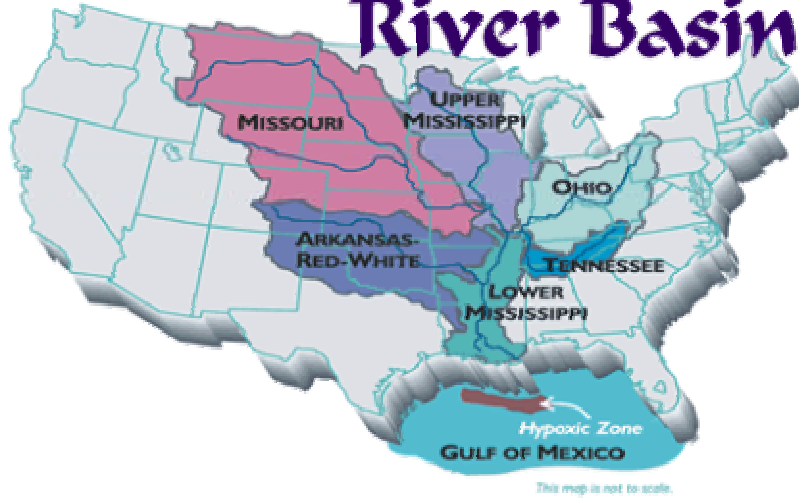 River Basin
UPPER
MISSISSIPPI
MISSOURI
OHIO
ARKANSAS-
RED-WHITE
TENNESSEE
LOWER
MISSISSIPPI
Hypoxic Zone
GULF OF MEXICO
This map is not to scale.